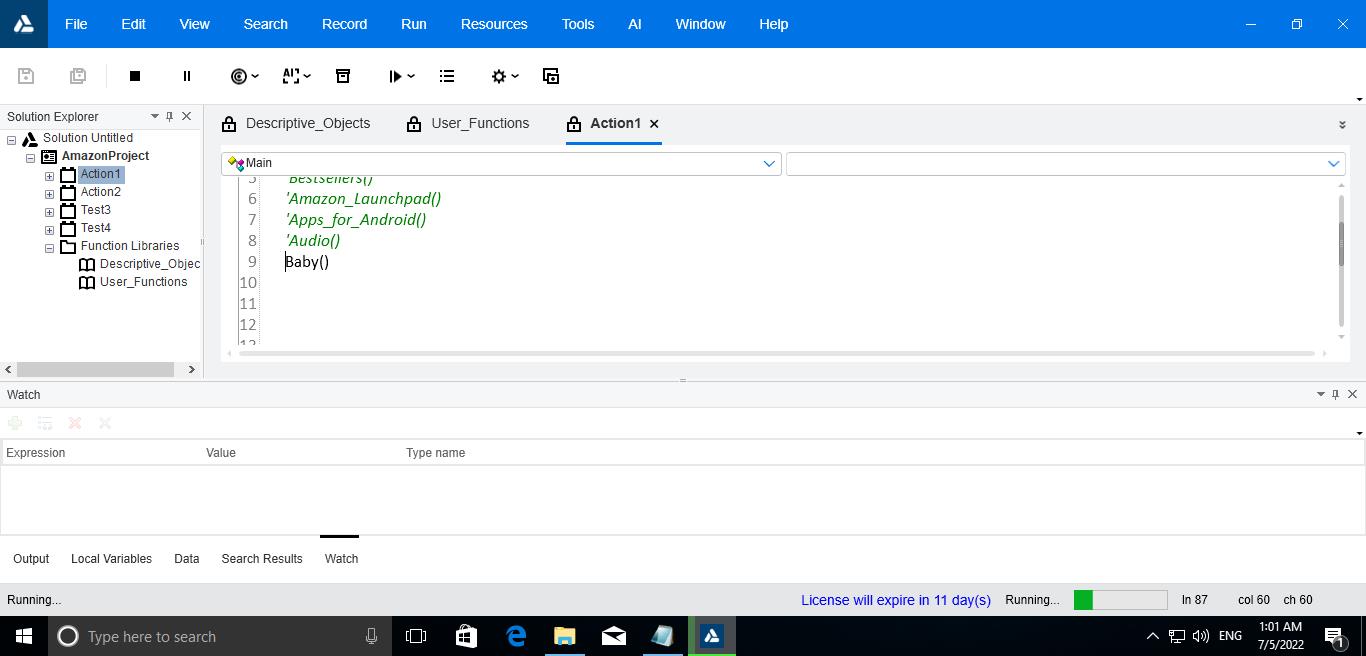 File Edit View Search Record Run Resources Tools AI Window Help
AI
Solution Explorer
Descriptive_Objects User_Functions Action1
Solution Untitled
AmazonProject
Action1
Action2
Test3
Test4
Function Libraries
Descriptive_Objec
User_Functions
Main
5 'Bestsellers()
6 'Amazon_Launchpad()
7 'Apps_for_Android()
8 'Audio()
9 Baby()
10
11
12
13
Watch
Expression Value Type name
Output Local Variables Data Search Results Watch
Running... License will expire in 11 day(s) Running... ln 87 col 60 ch 60
Type here to search ENG 1:01 AM
7/5/2022
1